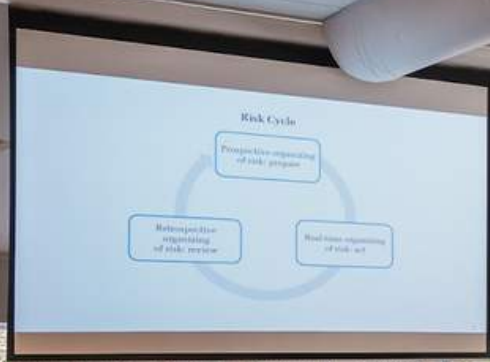 Risk Cycle
Prospective organizing
of risk: prepare
Real-time organizing
of risk: act
Retrospective
organizing
of risk: review